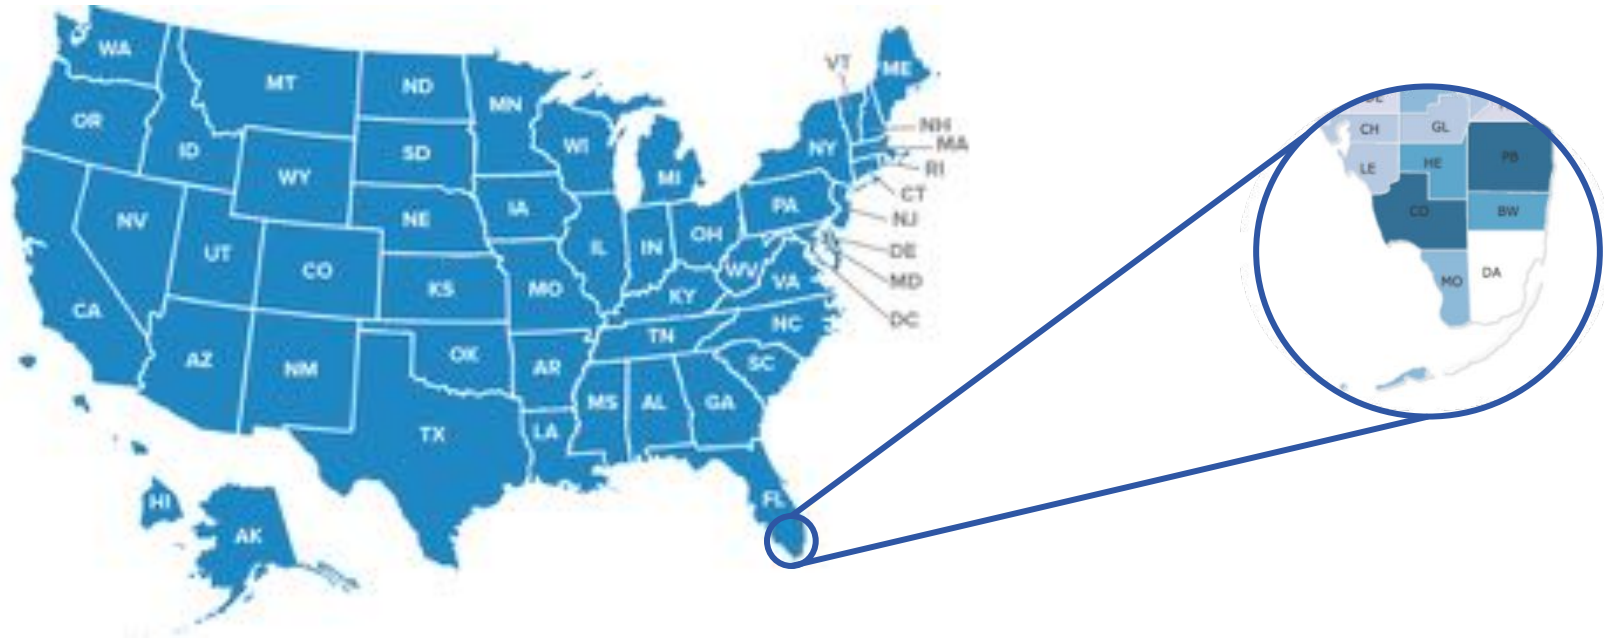 WA
MT
ND
MN
VT
ME
OR
ID
SD
WI
NY
NH
MA
WY
MI
RI
CT
NV
NE
IA
PA
NJ
UT
CO
IL
IN
OH
DE
CA
KS
MO
WV
VA
MD
KY
DC
AZ
NM
OK
AR
TN
NC
SC
TX
LA
MS
AL
GA
FL
HI
AK
CH
GL
LE
HE
PB
CO
BW
MO
DA